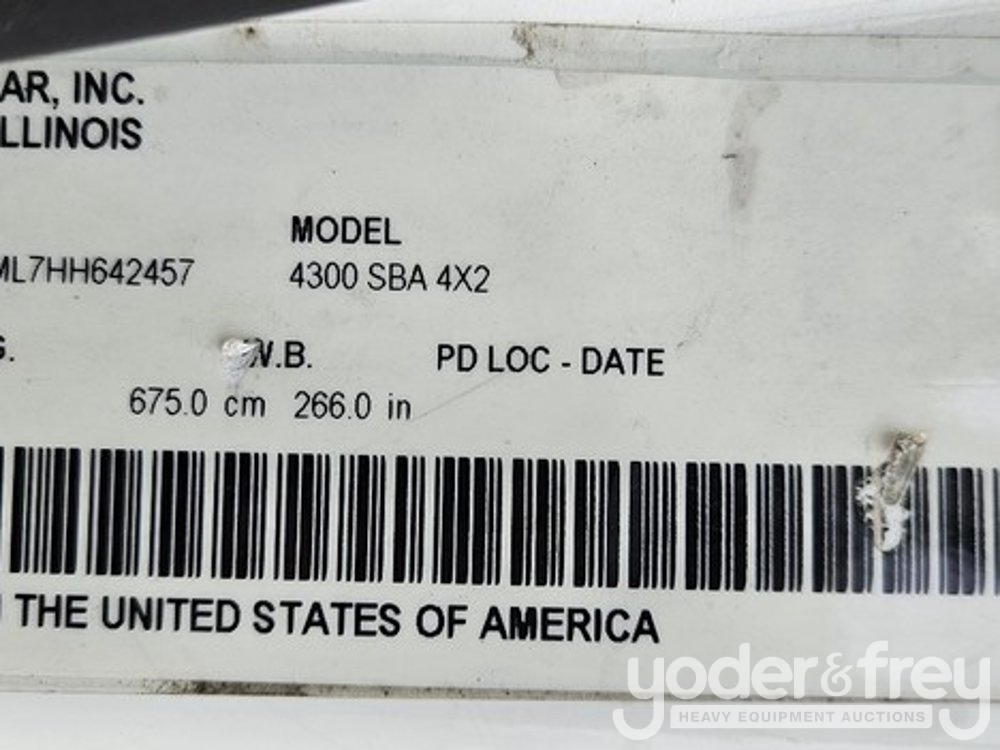 AR, INC.
LLINOIS
MODEL
ML7HH642457
4300 SBA 4X2
G.
W.B.
PD LOC - DATE
675.0 cm 266.0 in
THE UNITED STATES OF AMERICA
yoder&frey
HEAVY EQUIPMENT AUCTIONS